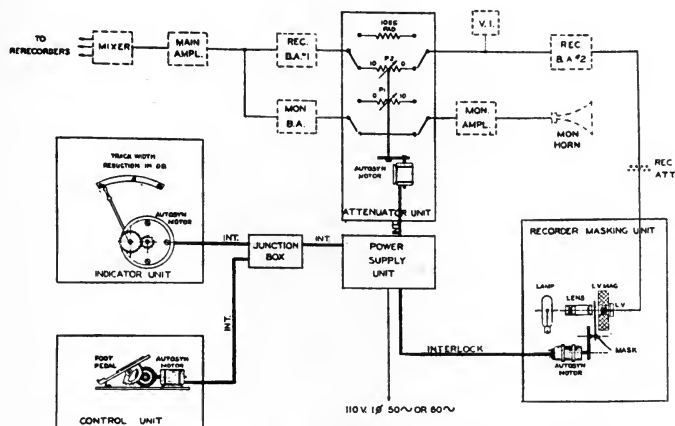 TO
RERECORDERS
MIXER
MAIN
AMPL.
REC.
B.A. #1
MON.
B.A.
10 DB
PAD
P2
10 0
P1
0 10
AUTOSYN
MOTOR
ATTENUATOR UNIT
V. I.
REC.
B.A #2
MON.
AMPL.
MON
HORN
REC
ATT
TRACK WIDTH
REDUCTION IN DB
AUTOSYN
MOTOR
INDICATOR UNIT
INT.
JUNCTION
BOX
INT.
INT.
POWER
SUPPLY
UNIT
INT.
FOOT
PEDAL
AUTOSYN
MOTOR
CONTROL UNIT
INTERLOCK
110 V. 1Ø 50~ OR 60~
RECORDER MASKING UNIT
LAMP
LENS
L.V MAG
L V
MASK
AUTOSYN
MOTOR